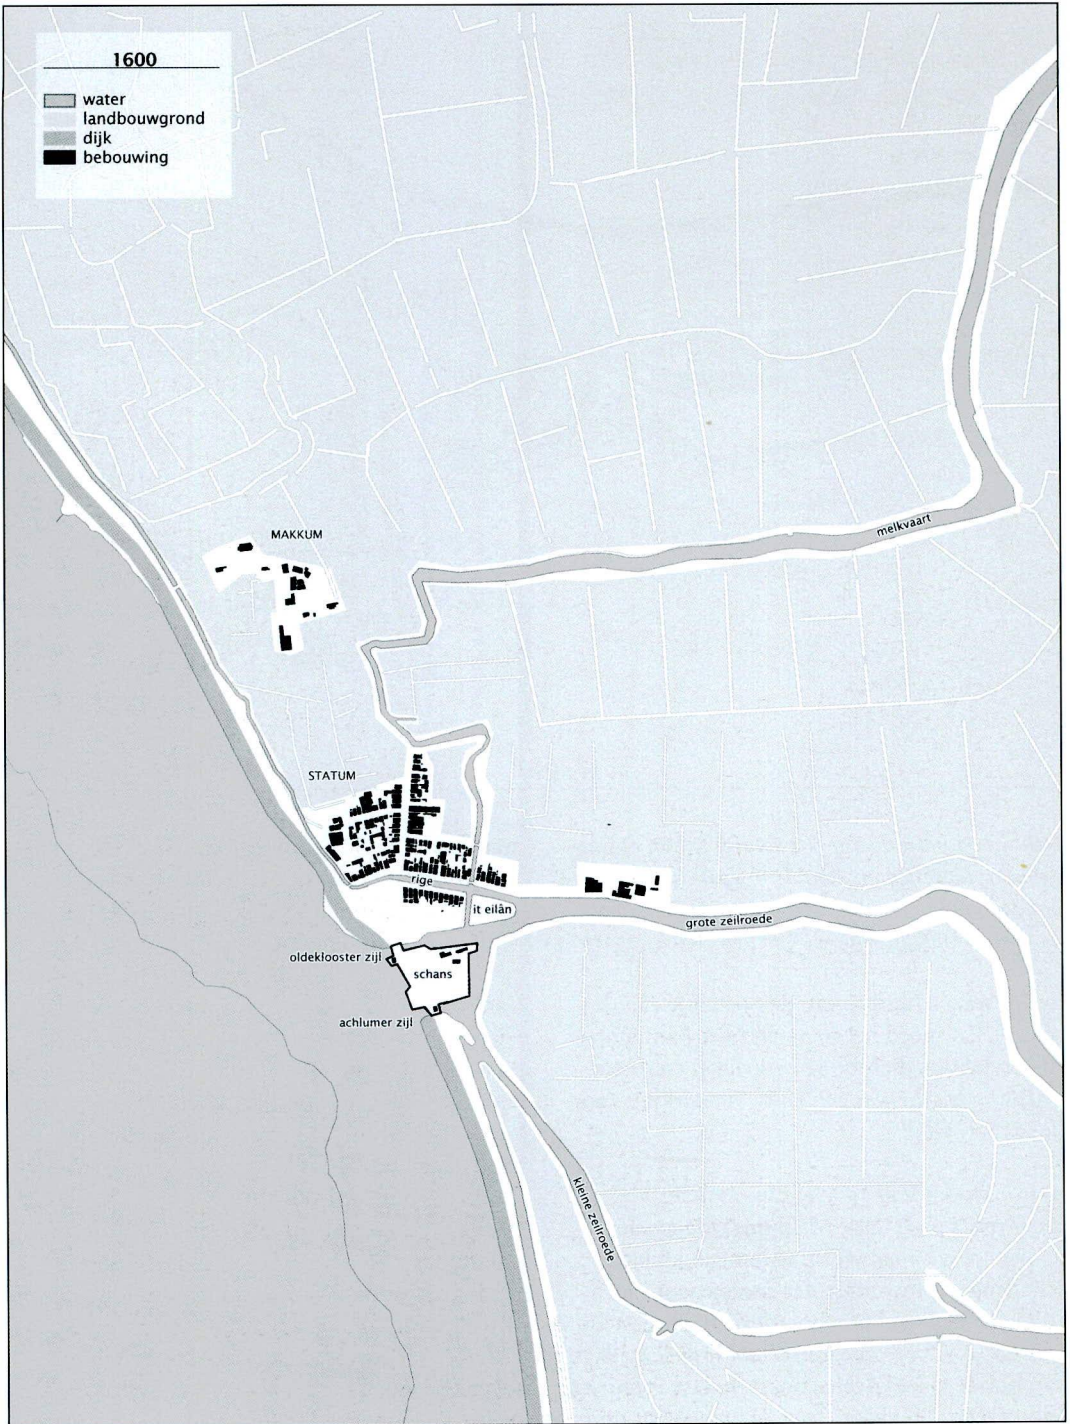 1600
water
landbouwgrond
dijk
bebouwing
MAKKUM
melkvaart
STATUM
rige
it eilân
grote zeilroede
oldeklooster zijl
schans
achlumer zijl
kleine zeilroede